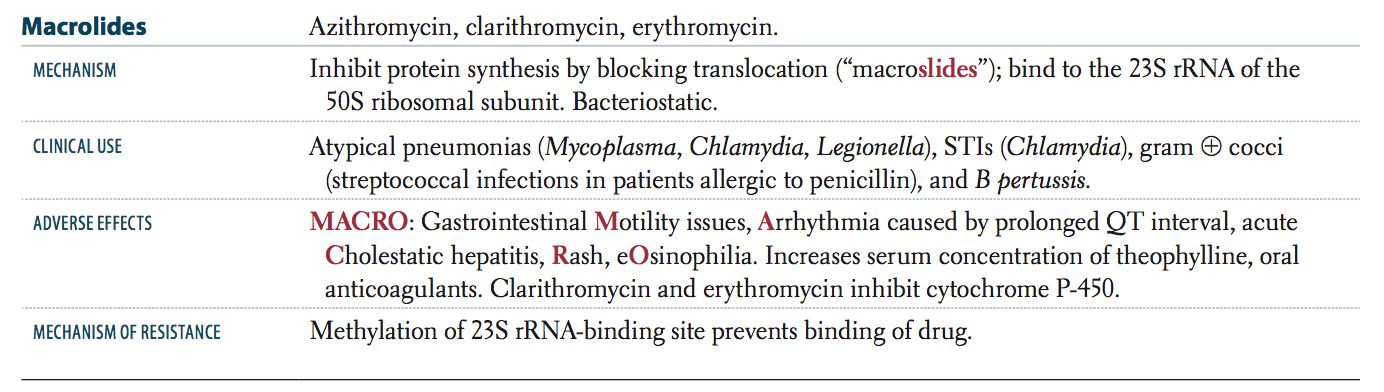 Macrolides Azithromycin, clarithromycin, erythromycin.
MECHANISM Inhibit protein synthesis by blocking translocation (“macroslides”); bind to the 23S rRNA of the
50S ribosomal subunit. Bacteriostatic.
CLINICAL USE Atypical pneumonias (Mycoplasma, Chlamydia, Legionella), STIs (Chlamydia), gram ⊕ cocci
(streptococcal infections in patients allergic to penicillin), and B pertussis.
ADVERSE EFFECTS MACRO: Gastrointestinal Motility issues, Arrhythmia caused by prolonged QT interval, acute
Cholestatic hepatitis, Rash, eOsinophilia. Increases serum concentration of theophylline, oral
anticoagulants. Clarithromycin and erythromycin inhibit cytochrome P-450.
MECHANISM OF RESISTANCE Methylation of 23S rRNA-binding site prevents binding of drug.